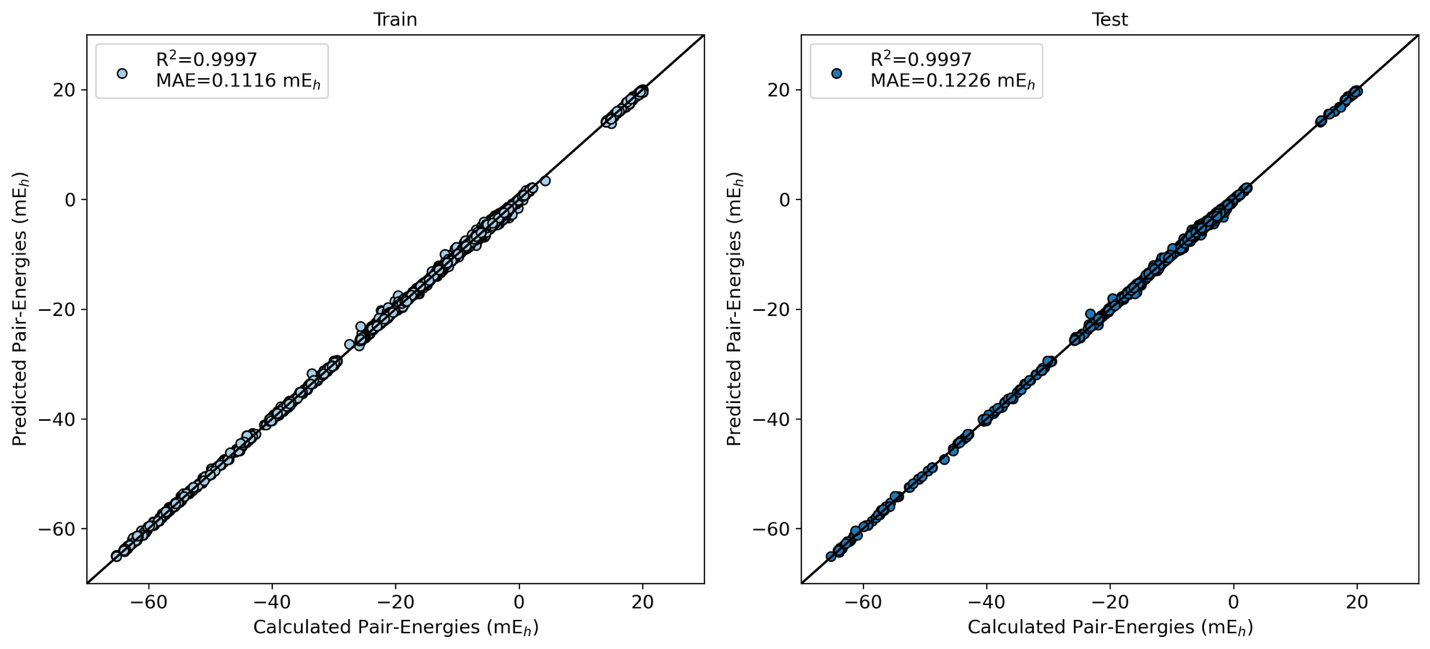 Train
R²=0.9997
MAE=0.1116 mEₕ
20
0
−20
−40
−60
−60
−40
−20
0
20
Predicted Pair-Energies (mEₕ)
Calculated Pair-Energies (mEₕ)
Test
R²=0.9997
MAE=0.1226 mEₕ
20
0
−20
−40
−60
−60
−40
−20
0
20
Predicted Pair-Energies (mEₕ)
Calculated Pair-Energies (mEₕ)